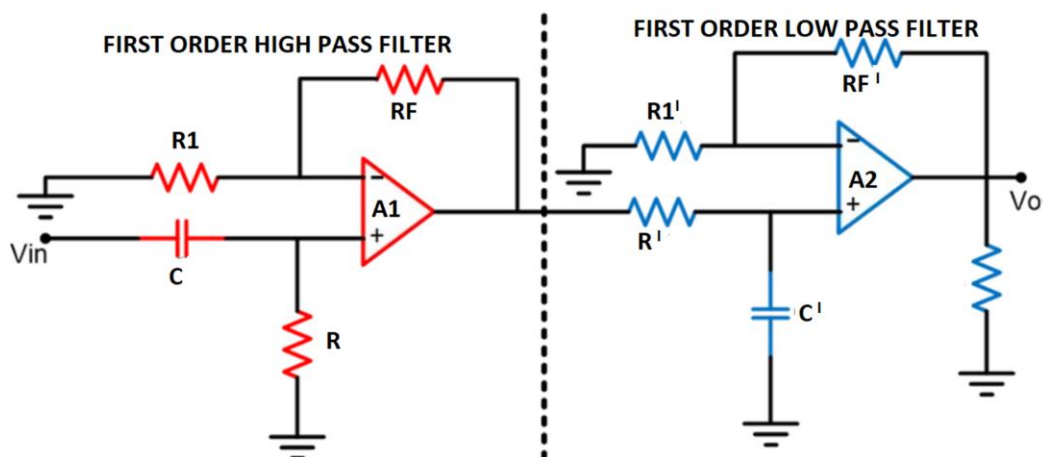 FIRST ORDER HIGH PASS FILTER
RF
R1
-
A1
+
Vin
C
R
FIRST ORDER LOW PASS FILTER
RF I
R1 I
-
A2
+
R I
C I
Vo